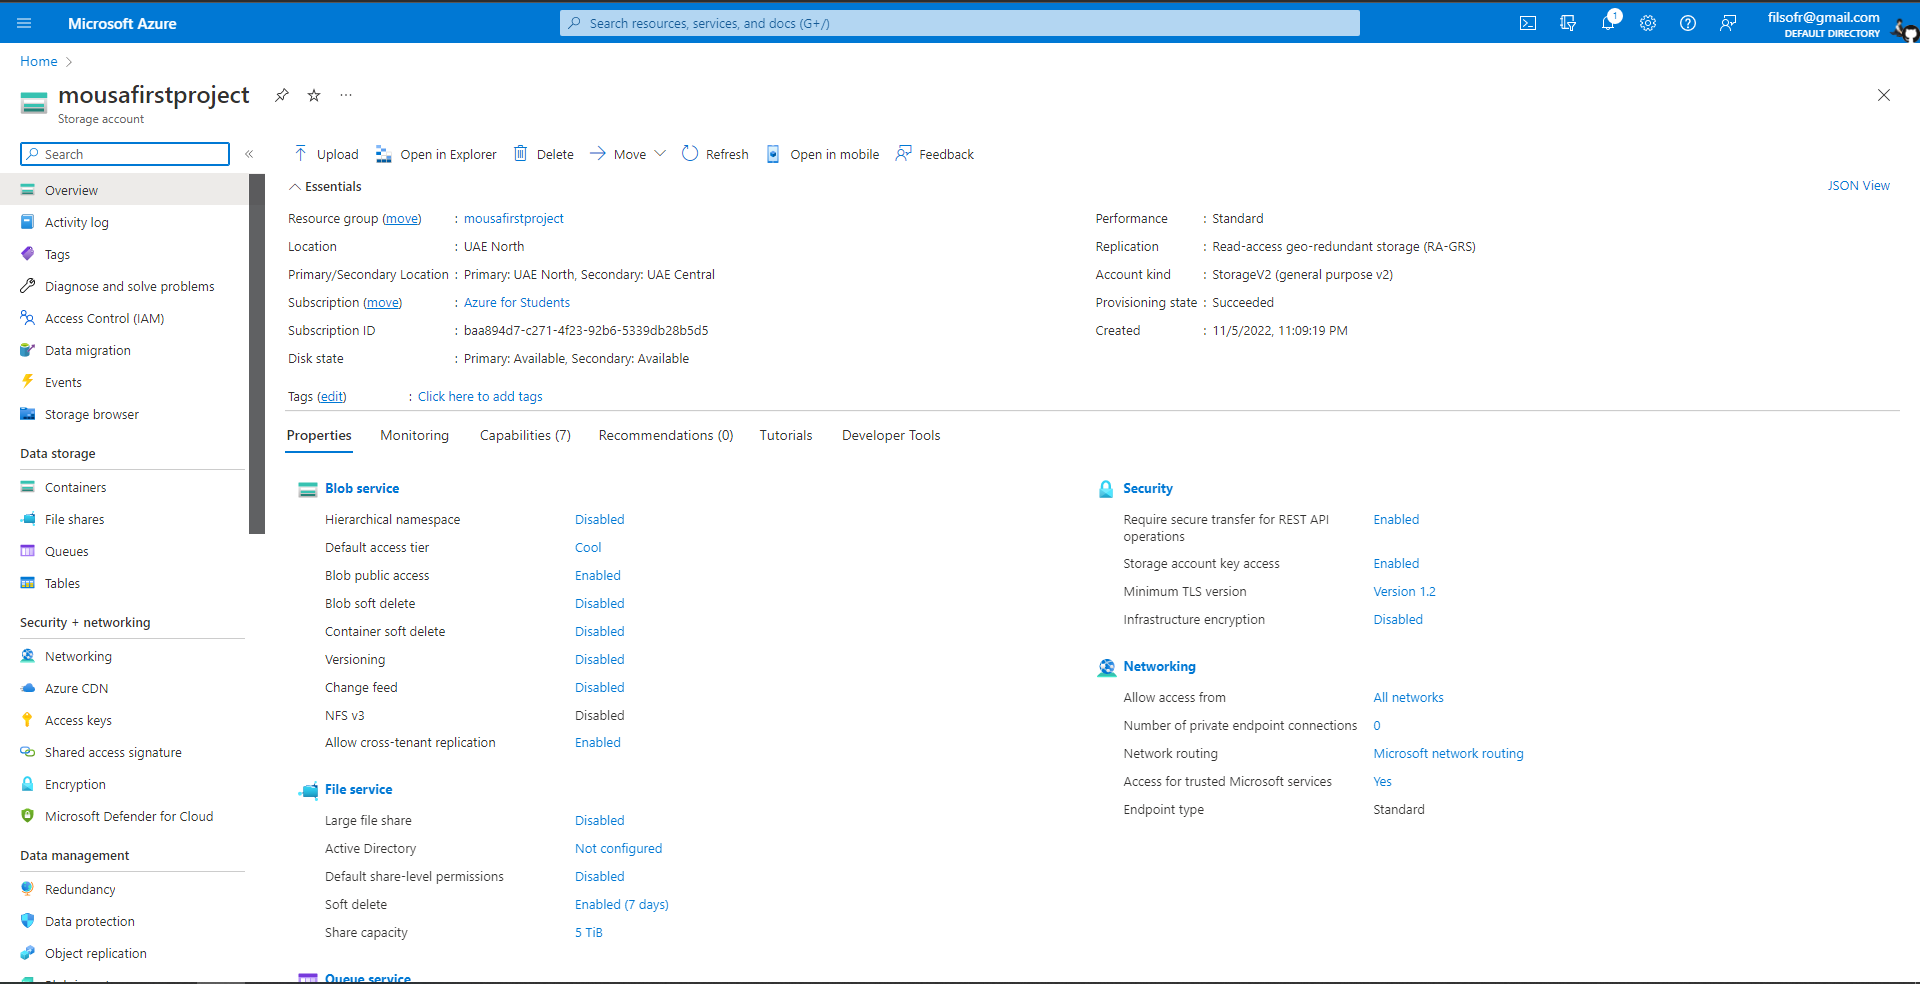 Microsoft Azure
Search resources, services, and docs (G+/)
1
filsofr@gmail.com
DEFAULT DIRECTORY
Home
mousafirstproject
Storage account
Search
Overview
Activity log
Tags
Diagnose and solve problems
Access Control (IAM)
Data migration
Events
Storage browser
Data storage
Containers
File shares
Queues
Tables
Security + networking
Networking
Azure CDN
Access keys
Shared access signature
Encryption
Microsoft Defender for Cloud
Data management
Redundancy
Data protection
Object replication
Upload Open in Explorer Delete Move Refresh Open in mobile Feedback
Essentials
JSON View
Resource group (move) : mousafirstproject
Location : UAE North
Primary/Secondary Location : Primary: UAE North, Secondary: UAE Central
Subscription (move) : Azure for Students
Subscription ID : baa894d7-c271-4f23-92b6-5339db28b5d5
Disk state : Primary: Available, Secondary: Available
Performance : Standard
Replication : Read-access geo-redundant storage (RA-GRS)
Account kind : StorageV2 (general purpose v2)
Provisioning state : Succeeded
Created : 11/5/2022, 11:09:19 PM
Tags (edit) : Click here to add tags
Properties Monitoring Capabilities (7) Recommendations (0) Tutorials Developer Tools
Blob service
Hierarchical namespace Disabled
Default access tier Cool
Blob public access Enabled
Blob soft delete Disabled
Container soft delete Disabled
Versioning Disabled
Change feed Disabled
NFS v3 Disabled
Allow cross-tenant replication Enabled
File service
Large file share Disabled
Active Directory Not configured
Default share-level permissions Disabled
Soft delete Enabled (7 days)
Share capacity 5 TiB
Queue service
Security
Require secure transfer for REST API Enabled
operations
Storage account key access Enabled
Minimum TLS version Version 1.2
Infrastructure encryption Disabled
Networking
Allow access from All networks
Number of private endpoint connections 0
Network routing Microsoft network routing
Access for trusted Microsoft services Yes
Endpoint type Standard